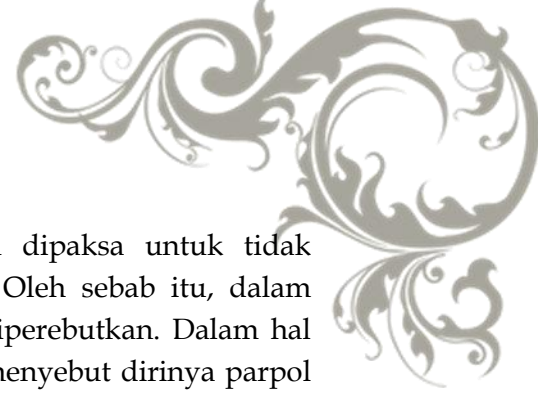 dipaksa untuk tidak
Oleh sebab itu, dalam
iperebutkan. Dalam hal
menyebut dirinya parpol